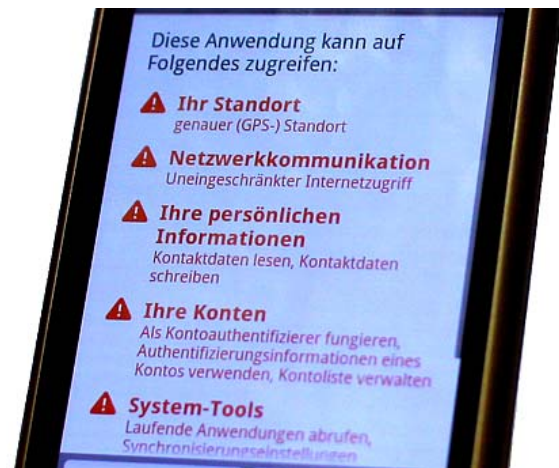 Diese Anwendung kann auf
Folgendes zugreifen:
Ihr Standort
genauer (GPS-) Standort
Netzwerkkommunikation
Uneingeschränkter Internetzugriff
Ihre persönlichen
Informationen
Kontaktdaten lesen, Kontaktdaten
schreiben
Ihre Konten
Als Kontoauthentifizierer fungieren,
Authentifizierungsinformationen eines
Kontos verwenden, Kontoliste verwalten
System-Tools
Laufende Anwendungen abrufen,
Synchronisierungseinstellungen